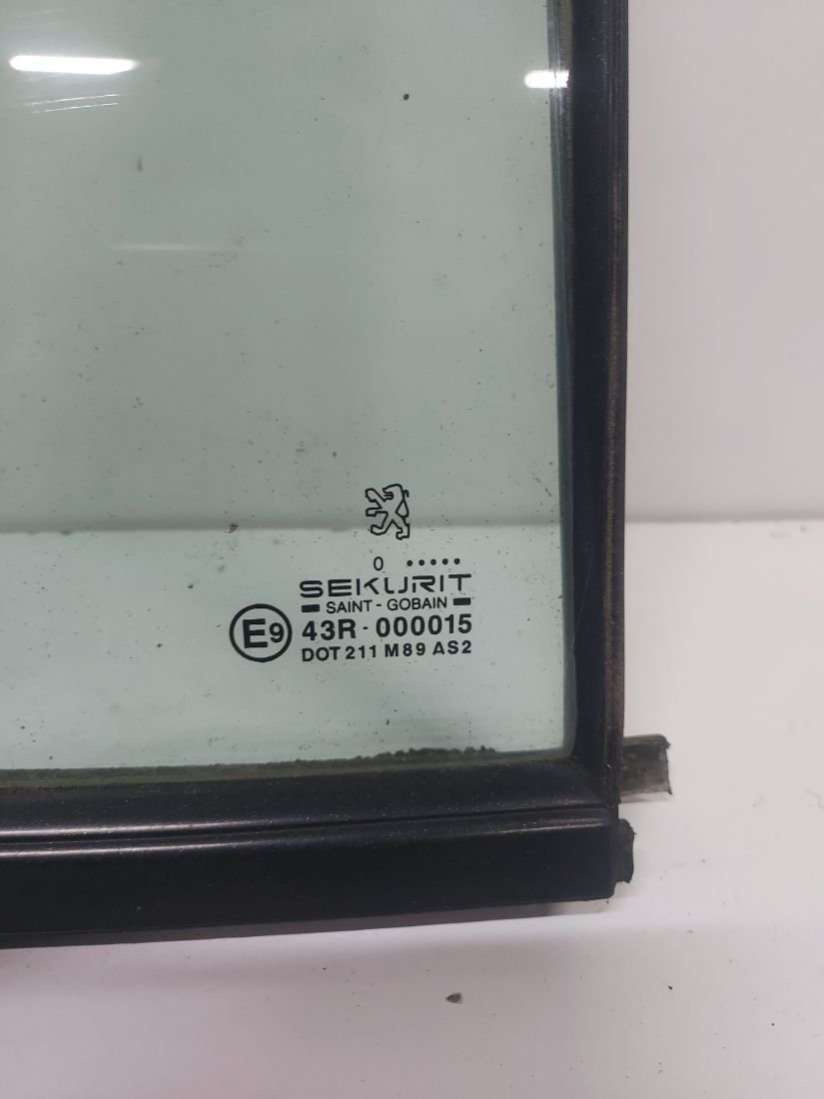 0 .....
SEKURIT
SAINT - GOBAIN
E9 43R - 000015
DOT 211 M89 AS2